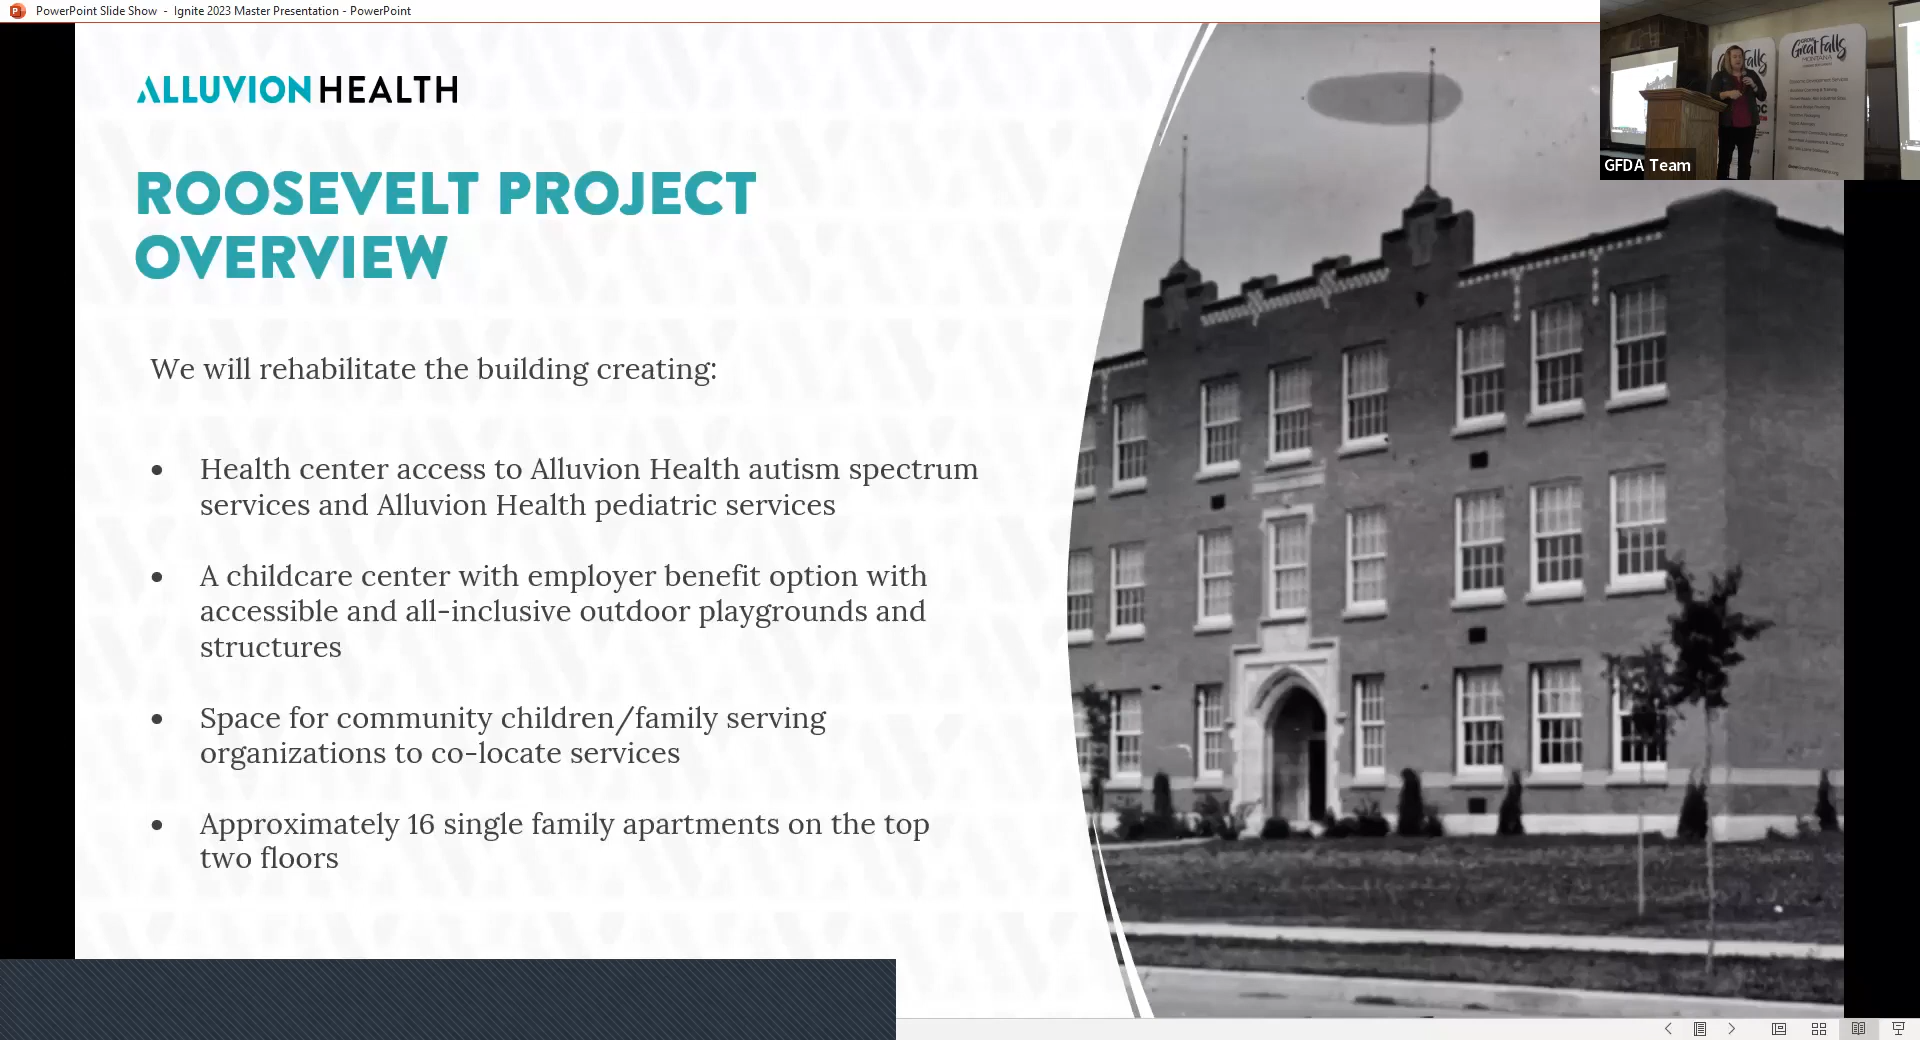 PowerPoint Slide Show - Ignite 2023 Master Presentation - PowerPoint
ALLUVION HEALTH
ROOSEVELT PROJECT
OVERVIEW
We will rehabilitate the building creating:
• Health center access to Alluvion Health autism spectrum
services and Alluvion Health pediatric services
• A childcare center with employer benefit option with
accessible and all-inclusive outdoor playgrounds and
structures
• Space for community children/family serving
organizations to co-locate services
• Approximately 16 single family apartments on the top
two floors
Great Falls
MONTANA
GFDA Team